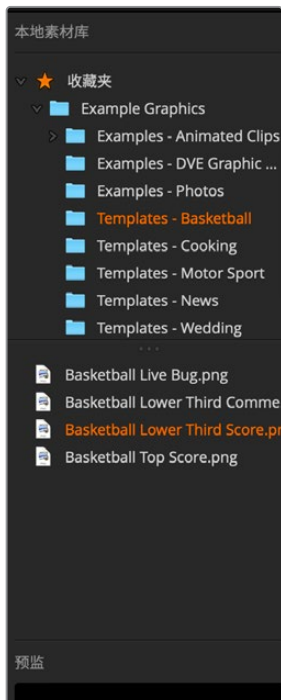 本地素材库
收藏夹
Example Graphics
Examples - Animated Clips
Examples - DVE Graphic ...
Examples - Photos
Templates - Basketball
Templates - Cooking
Templates - Motor Sport
Templates - News
Templates - Wedding
Basketball Live Bug.png
Basketball Lower Third Comme
Basketball Lower Third Score.pn
Basketball Top Score.png
预监